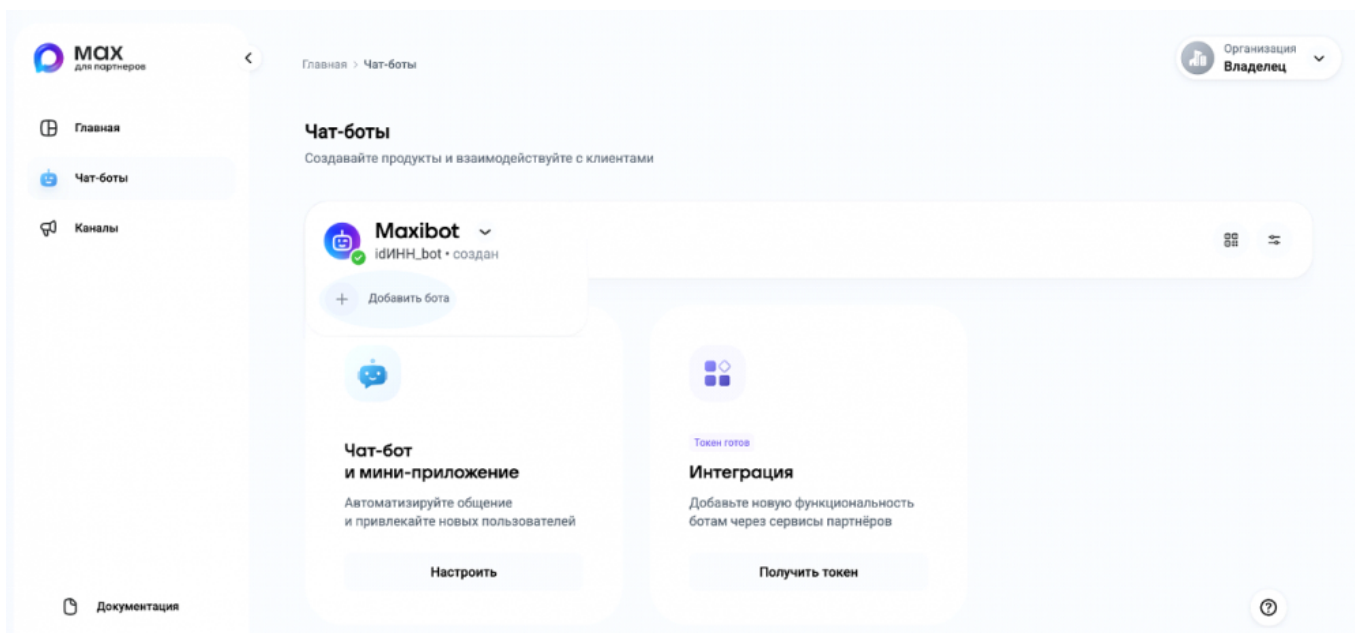 max
для партнеров
Главная > Чат-боты
Организация
Владелец
Главная
Чат-боты
Каналы
Чат-боты
Создавайте продукты и взаимодействуйте с клиентами
Maxibot
idИНН_bot • создан
Добавить бота
Чат-бот
и мини-приложение
Автоматизируйте общение
и привлекайте новых пользователей
Настроить
Токен готов
Интеграция
Добавьте новую функциональность
ботам через сервисы партнёров
Получить токен
Документация